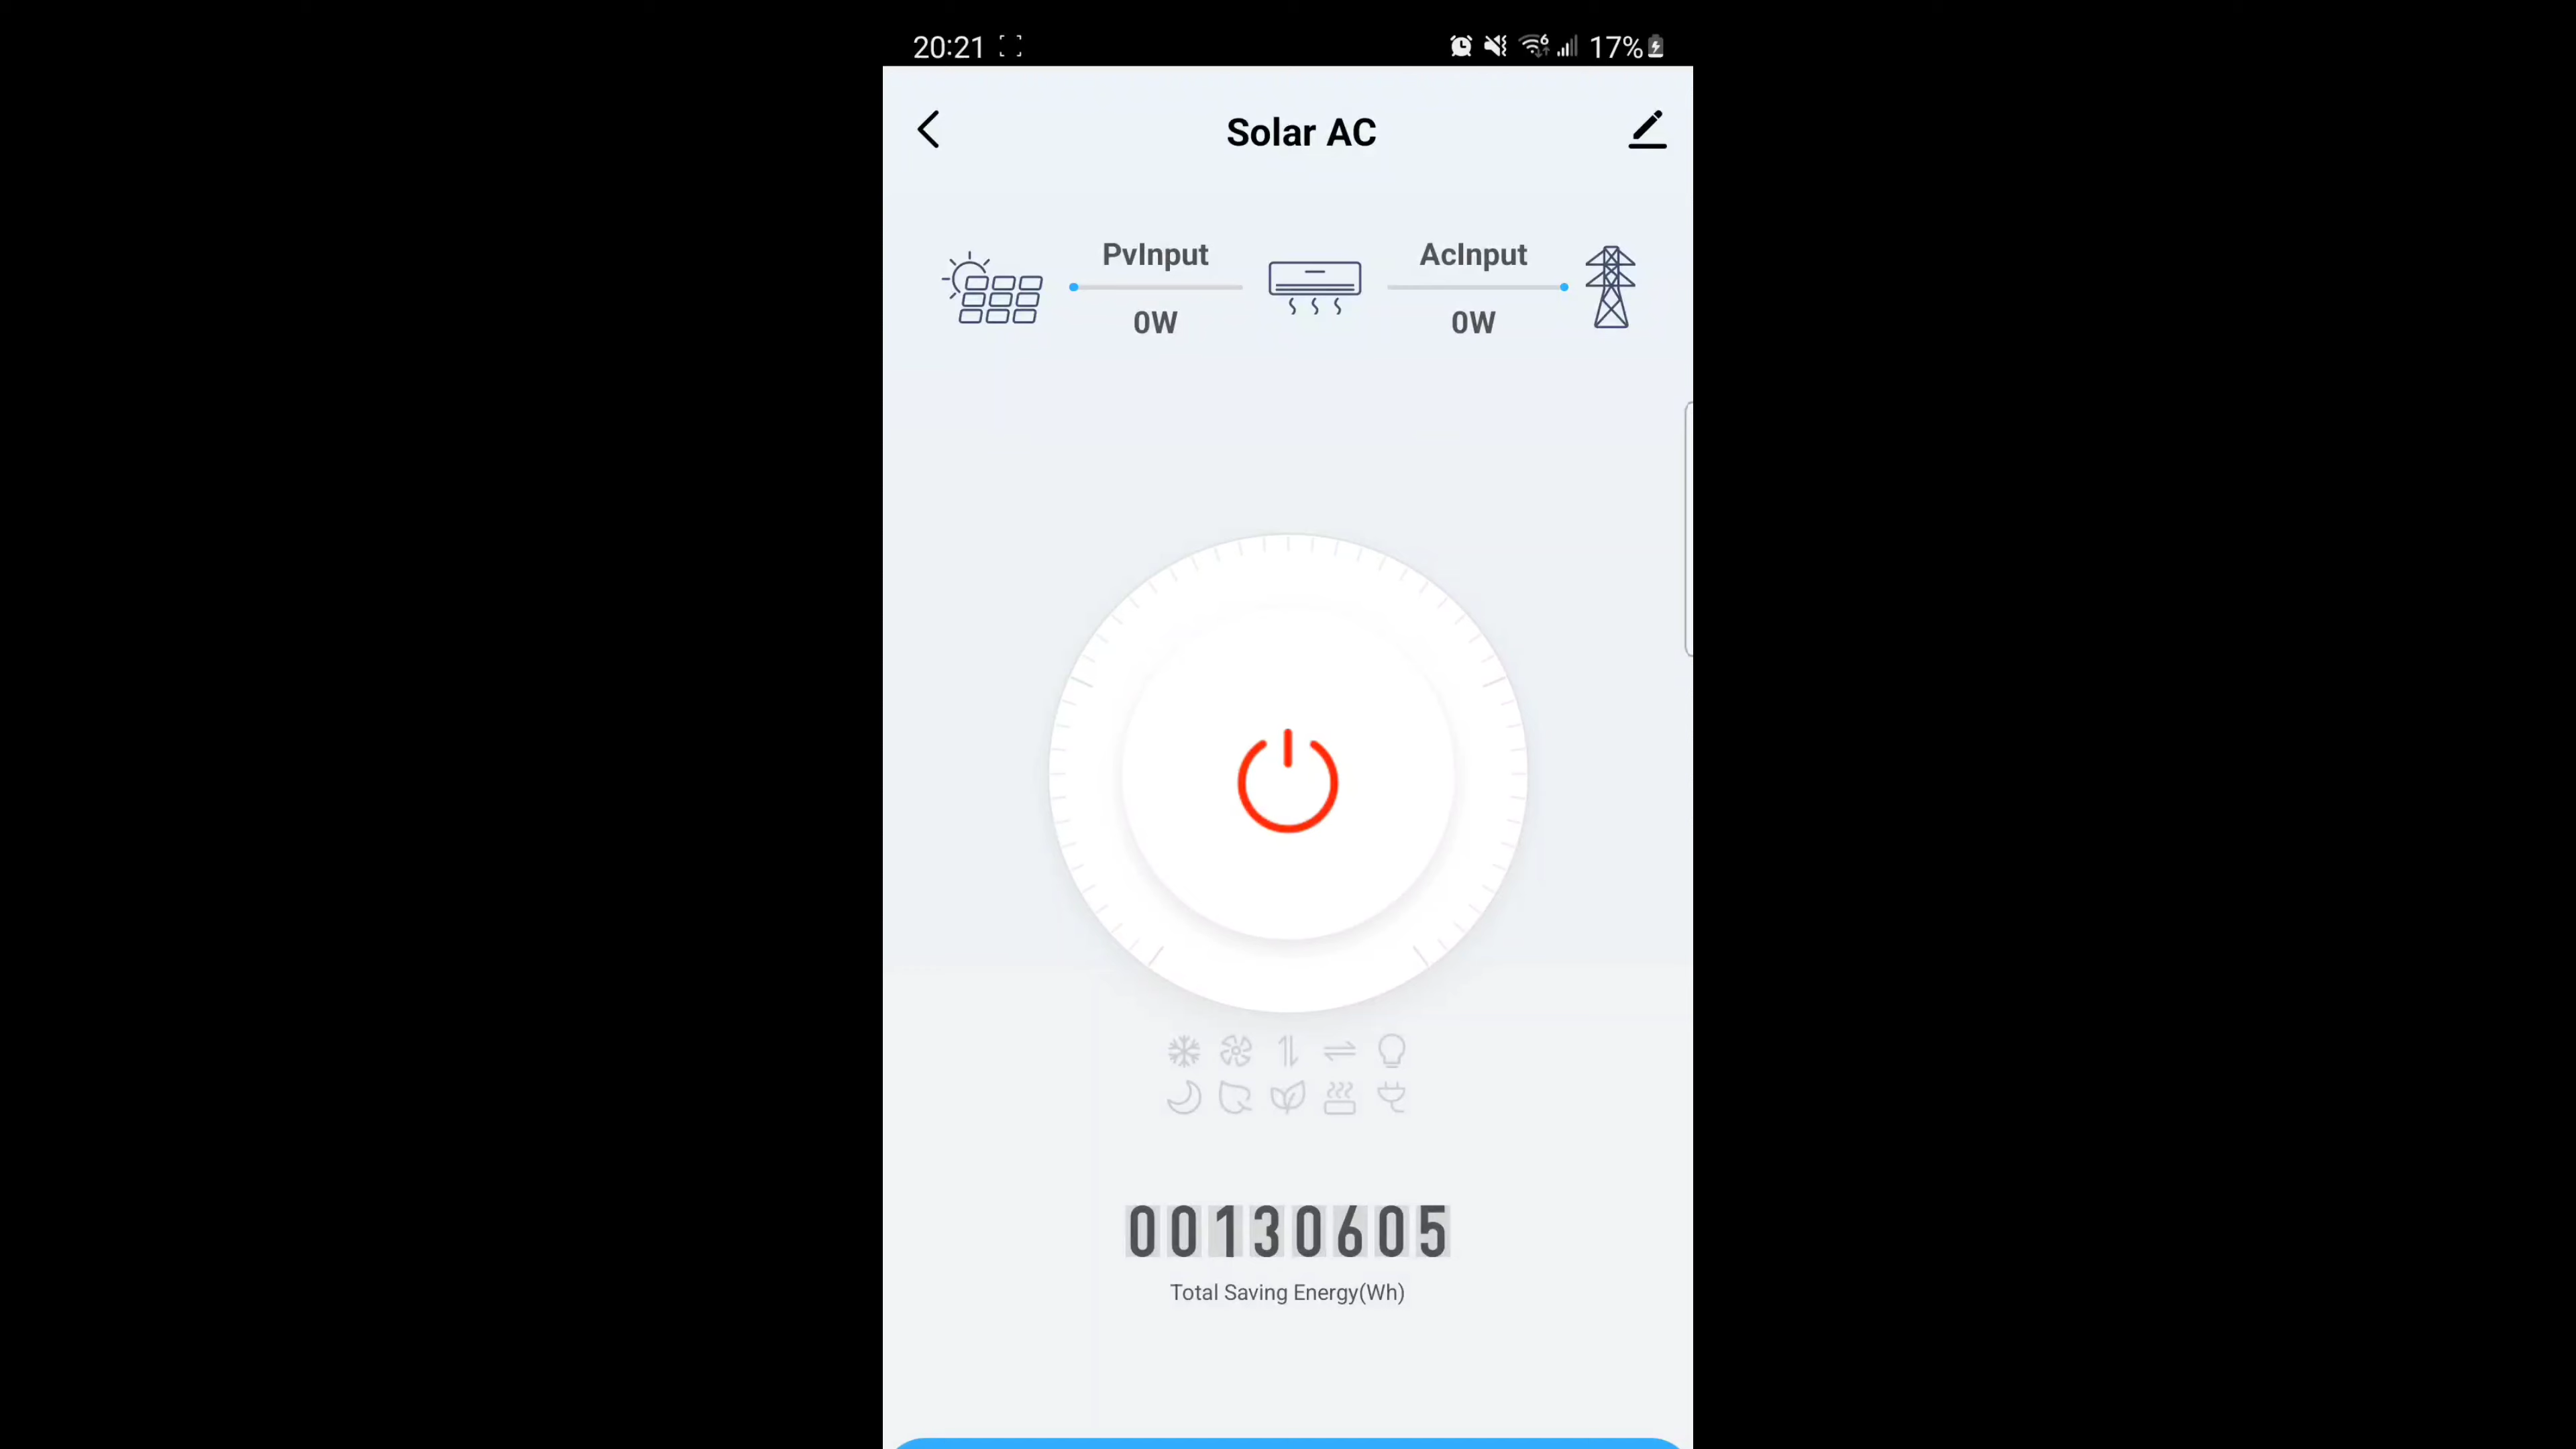 20:21 17%
Solar AC
PvInput AcInput
0W 0W
00130605
Total Saving Energy(Wh)